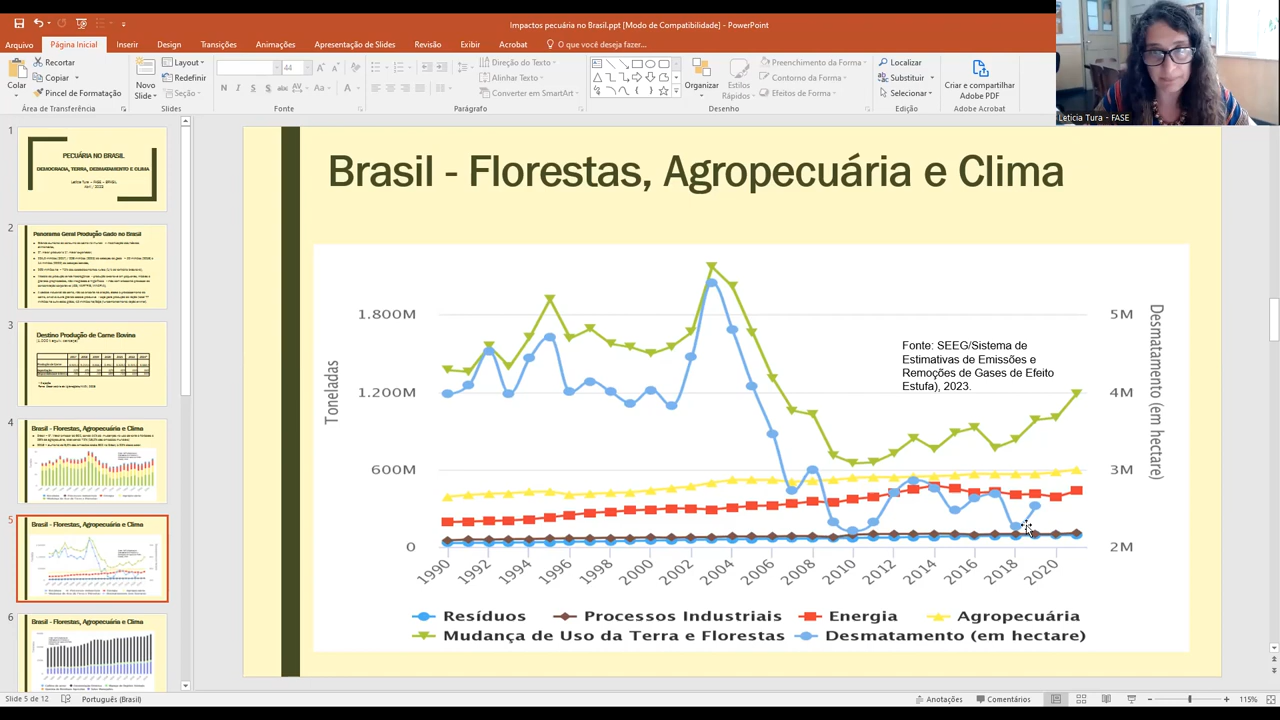 Impactos pecuária no Brasil.ppt [Modo de Compatibilidade] - PowerPoint
Arquivo
Página Inicial
Inserir
Design
Transições
Animações
Apresentação de Slides
Revisão
Exibir
Acrobat
O que você deseja fazer...
Colar
Recortar
Copiar
Pincel de Formatação
Área de Transferência
Novo Slide
Layout
Redefinir
Seção
Slides
44
N I S
Fonte
Direção do Texto
Alinhar Texto
Converter em SmartArt
Parágrafo
Organizar
Estilos Rápidos
Preenchimento da Forma
Contorno da Forma
Efeitos de Forma
Desenho
Localizar
Substituir
Selecionar
Edição
Criar e compartilhar Adobe PDF
Adobe Acrobat
Leticia Tura - FASE
1
PECUÁRIA NO BRASIL
DEMOCRACIA, TERRA, DESMATAMENTO E CLIMA
2
Panorama Geral Produção Gado no Brasil
3
Destino Produção de Carne Bovina
4
Brasil - Florestas, Agropecuária e Clima
5
Brasil - Florestas, Agropecuária e Clima
6
Brasil - Florestas, Agropecuária e Clima
Brasil - Florestas, Agropecuária e Clima
Toneladas
1.800M
1.200M
600M
0
Fonte: SEEG/Sistema de
Estimativas de Emissões e
Remoções de Gases de Efeito
Estufa), 2023.
5M
4M
3M
2M
Desmatamento (em hectare)
1990 1992 1994 1996 1998 2000 2002 2004 2006 2008 2010 2012 2014 2016 2018 2020
Resíduos Processos Industriais Energia Agropecuária
Mudança de Uso da Terra e Florestas Desmatamento (em hectare)
Slide 5 de 12
Português (Brasil)
Anotações
Comentários
115%